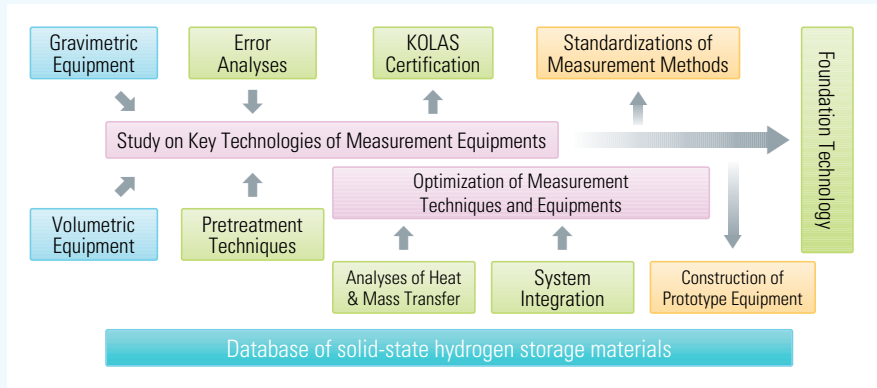 Gravimetric
Equipment
Error
Analyses
KOLAS
Certification
Standardizations of
Measurement Methods
Foundation Technology
Study on Key Technologies of Measurement Equipments
Optimization of Measurement
Techniques and Equipments
Volumetric
Equipment
Pretreatment
Techniques
Analyses of Heat
& Mass Transfer
System
Integration
Construction of
Prototype Equipment
Database of solid-state hydrogen storage materials